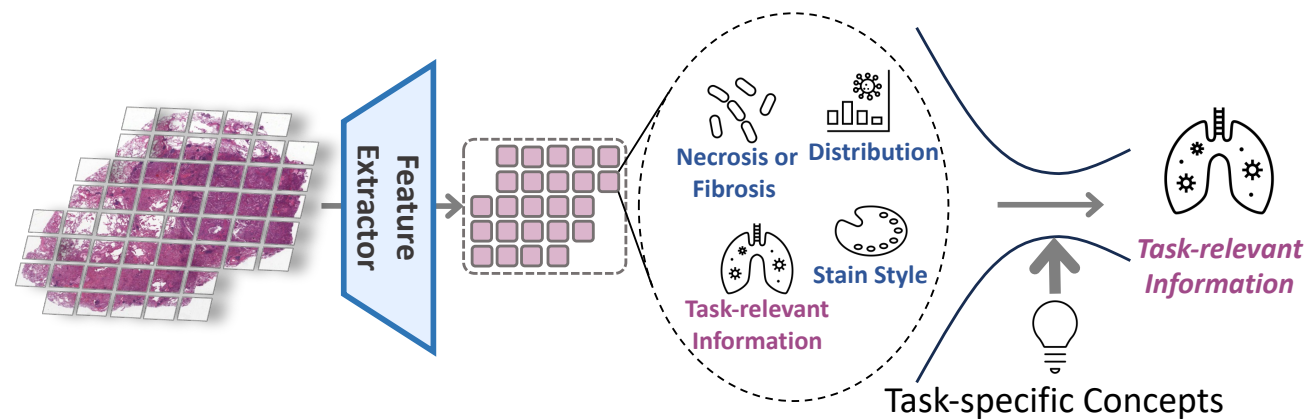 Feature
Extractor
Necrosis or
Fibrosis
Distribution
Task-relevant
Information
Stain Style
Task-relevant
Information
Task-specific Concepts